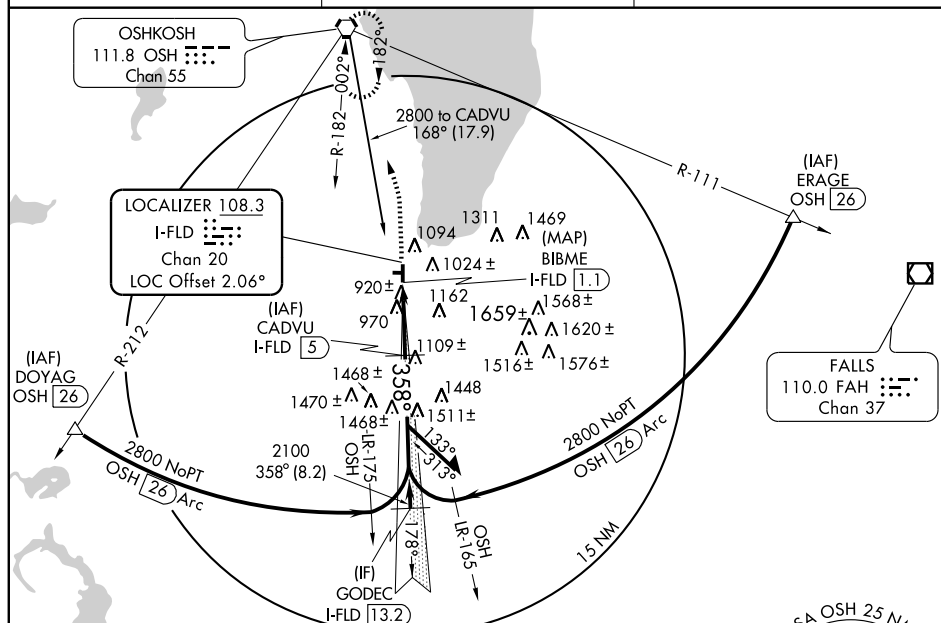 OSHKOSH
111.8 OSH
Chan 55
182°
R-182
002°
2800 to CADVU
168° (17.9)
R-111
(IAF)
ERAGE
OSH 26
LOCALIZER 108.3
I-FLD
Chan 20
LOC Offset 2.06°
1094
1311
1469
(MAP)
BIBME
I-FLD 1.1
1024 ±
920 ±
970
1162
1659 ±
1568 ±
1620 ±
1516 ±
1576 ±
(IAF)
CADVU
I-FLD 5
1109 ±
R-212
(IAF)
DOYAG
OSH 26
FALLS
110.0 FAH
Chan 37
1468 ±
1470 ±
1468 ±
358°
1448
1511 ±
2800 NoPT
OSH 26 Arc
2100
358° (8.2)
LR-175
OSH
133°
313°
2800 NoPT
OSH 26 Arc
OSH
LR-165
15 NM
178°
(IF)
GODEC
I-FLD 13.2
OSH 25